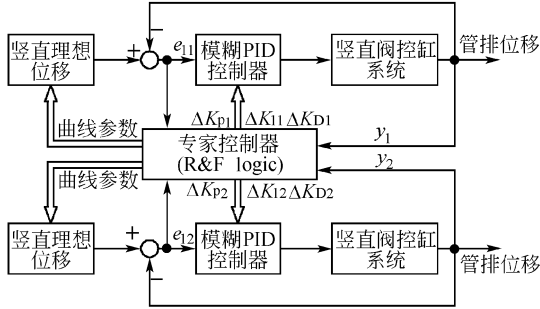 竖直理想
位移
+
−
e11
模糊PID
控制器
竖直阀控缸
系统
管排位移
曲线参数
ΔKp1
ΔK11 ΔKD1
专家控制器
(R&F logic)
y1
y2
曲线参数
ΔKp2
ΔK12 ΔKD2
竖直理想
位移
+
−
e12
模糊PID
控制器
竖直阀控缸
系统
管排位移